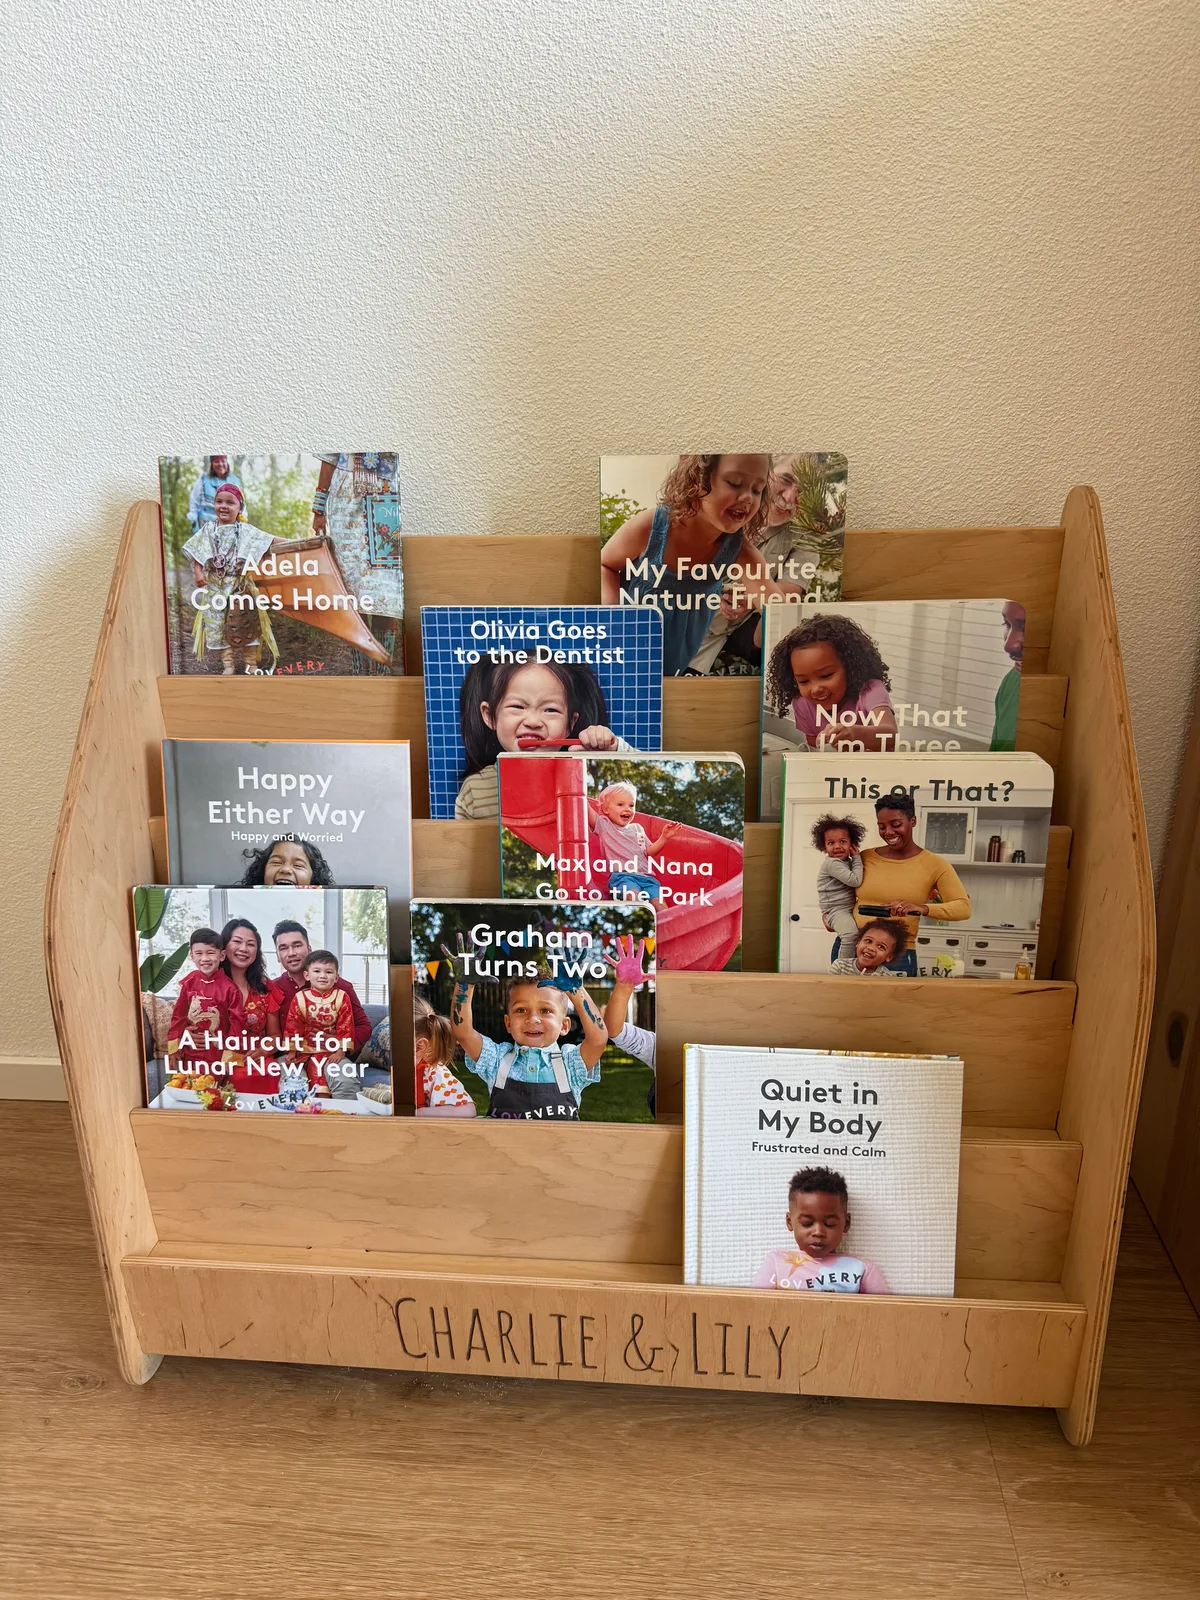 Adela
Comes Home
LOVEVERY
My Favourite
Nature Friend
LOVEVERY
Olivia Goes
to the Dentist
Now That
I'm Three
Happy
Either Way
Happy and Worried
Max and Nana
Go to the Park
This or That?
A Haircut for
Lunar New Year
LOVEVERY
Graham
Turns Two
LOVEVERY
Quiet in
My Body
Frustrated and Calm
LOVEVERY
CHARLIE & LILY